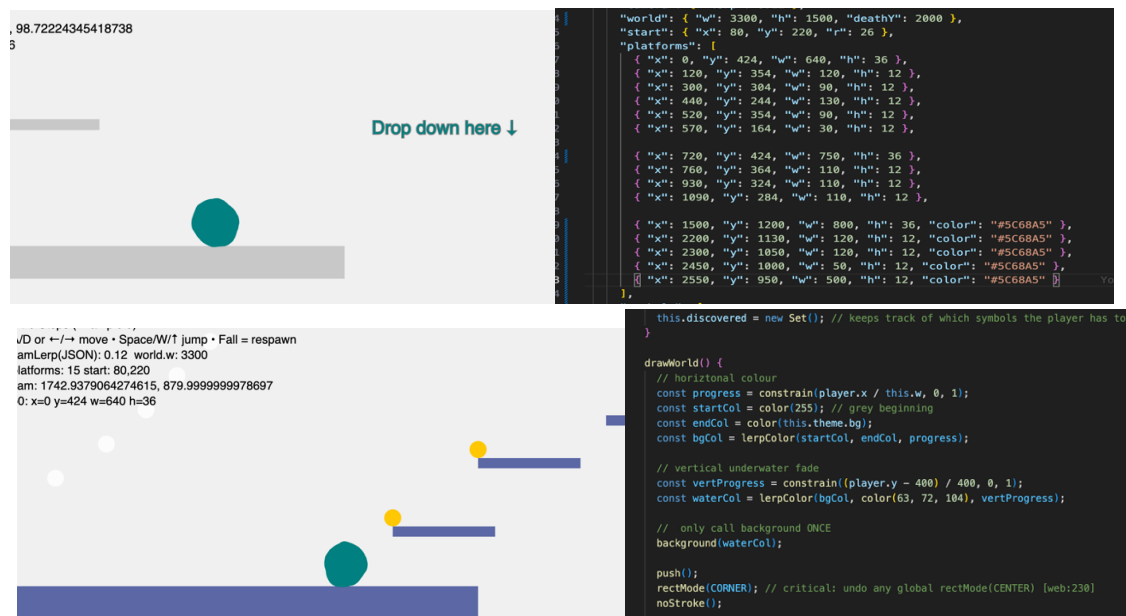 , 98.72224345418738
6
Drop down here ↓
"world": { "w": 3300, "h": 1500, "deathY": 2000 },
"start": { "x": 80, "y": 220, "r": 26 },
"platforms": [
{ "x": 0, "y": 424, "w": 640, "h": 36 },
{ "x": 120, "y": 354, "w": 120, "h": 12 },
{ "x": 300, "y": 304, "w": 90, "h": 12 },
{ "x": 440, "y": 244, "w": 130, "h": 12 },
{ "x": 520, "y": 354, "w": 90, "h": 12 },
{ "x": 570, "y": 164, "w": 30, "h": 12 },
{ "x": 720, "y": 424, "w": 750, "h": 36 },
{ "x": 760, "y": 364, "w": 110, "h": 12 },
{ "x": 930, "y": 324, "w": 110, "h": 12 },
{ "x": 1090, "y": 284, "w": 110, "h": 12 },
{ "x": 1500, "y": 1200, "w": 800, "h": 36, "color": "#5C68A5" },
{ "x": 2200, "y": 1130, "w": 120, "h": 12, "color": "#5C68A5" },
{ "x": 2300, "y": 1050, "w": 120, "h": 12, "color": "#5C68A5" },
{ "x": 2450, "y": 1000, "w": 50, "h": 12, "color": "#5C68A5" },
{ "x": 2550, "y": 950, "w": 500, "h": 12, "color": "#5C68A5" } Yo
],
/D or ←/→ move • Space/W/↑ jump • Fall = respawn
amLerp(JSON): 0.12 world.w: 3300
latforms: 15 start: 80,220
am: 1742.9379064274615, 879.9999999978697
0: x=0 y=424 w=640 h=36
this.discovered = new Set(); // keeps track of which symbols the player has to
}
drawWorld() {
// horiztonal colour
const progress = constrain(player.x / this.w, 0, 1);
const startCol = color(255); // grey beginning
const endCol = color(this.theme.bg);
const bgCol = lerpColor(startCol, endCol, progress);
// vertical underwater fade
const vertProgress = constrain((player.y - 400) / 400, 0, 1);
const waterCol = lerpColor(bgCol, color(63, 72, 104), vertProgress);
// only call background ONCE
background(waterCol);
push();
rectMode(CORNER); // critical: undo any global rectMode(CENTER) [web:230]
noStroke();